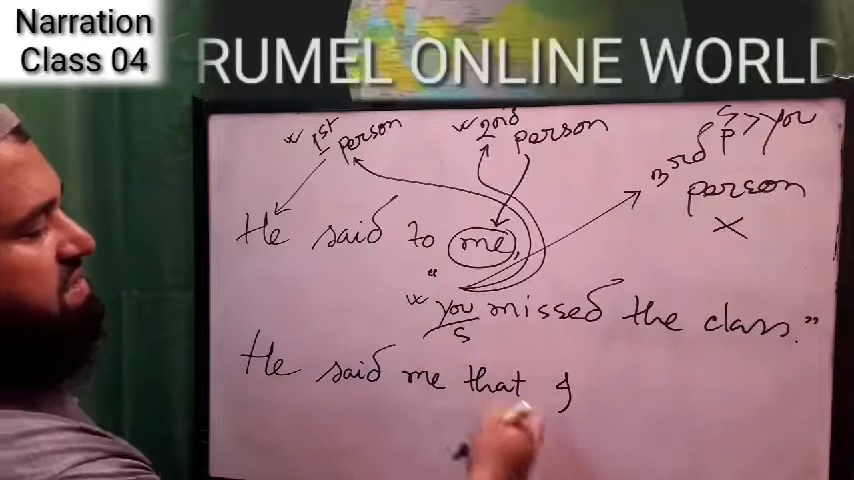 Narration
Class 04
RUMEL ONLINE WORLD
1st person
2nd person
3rd person
S
P > you
He said to me,
"you missed the class."
S
He said me that I